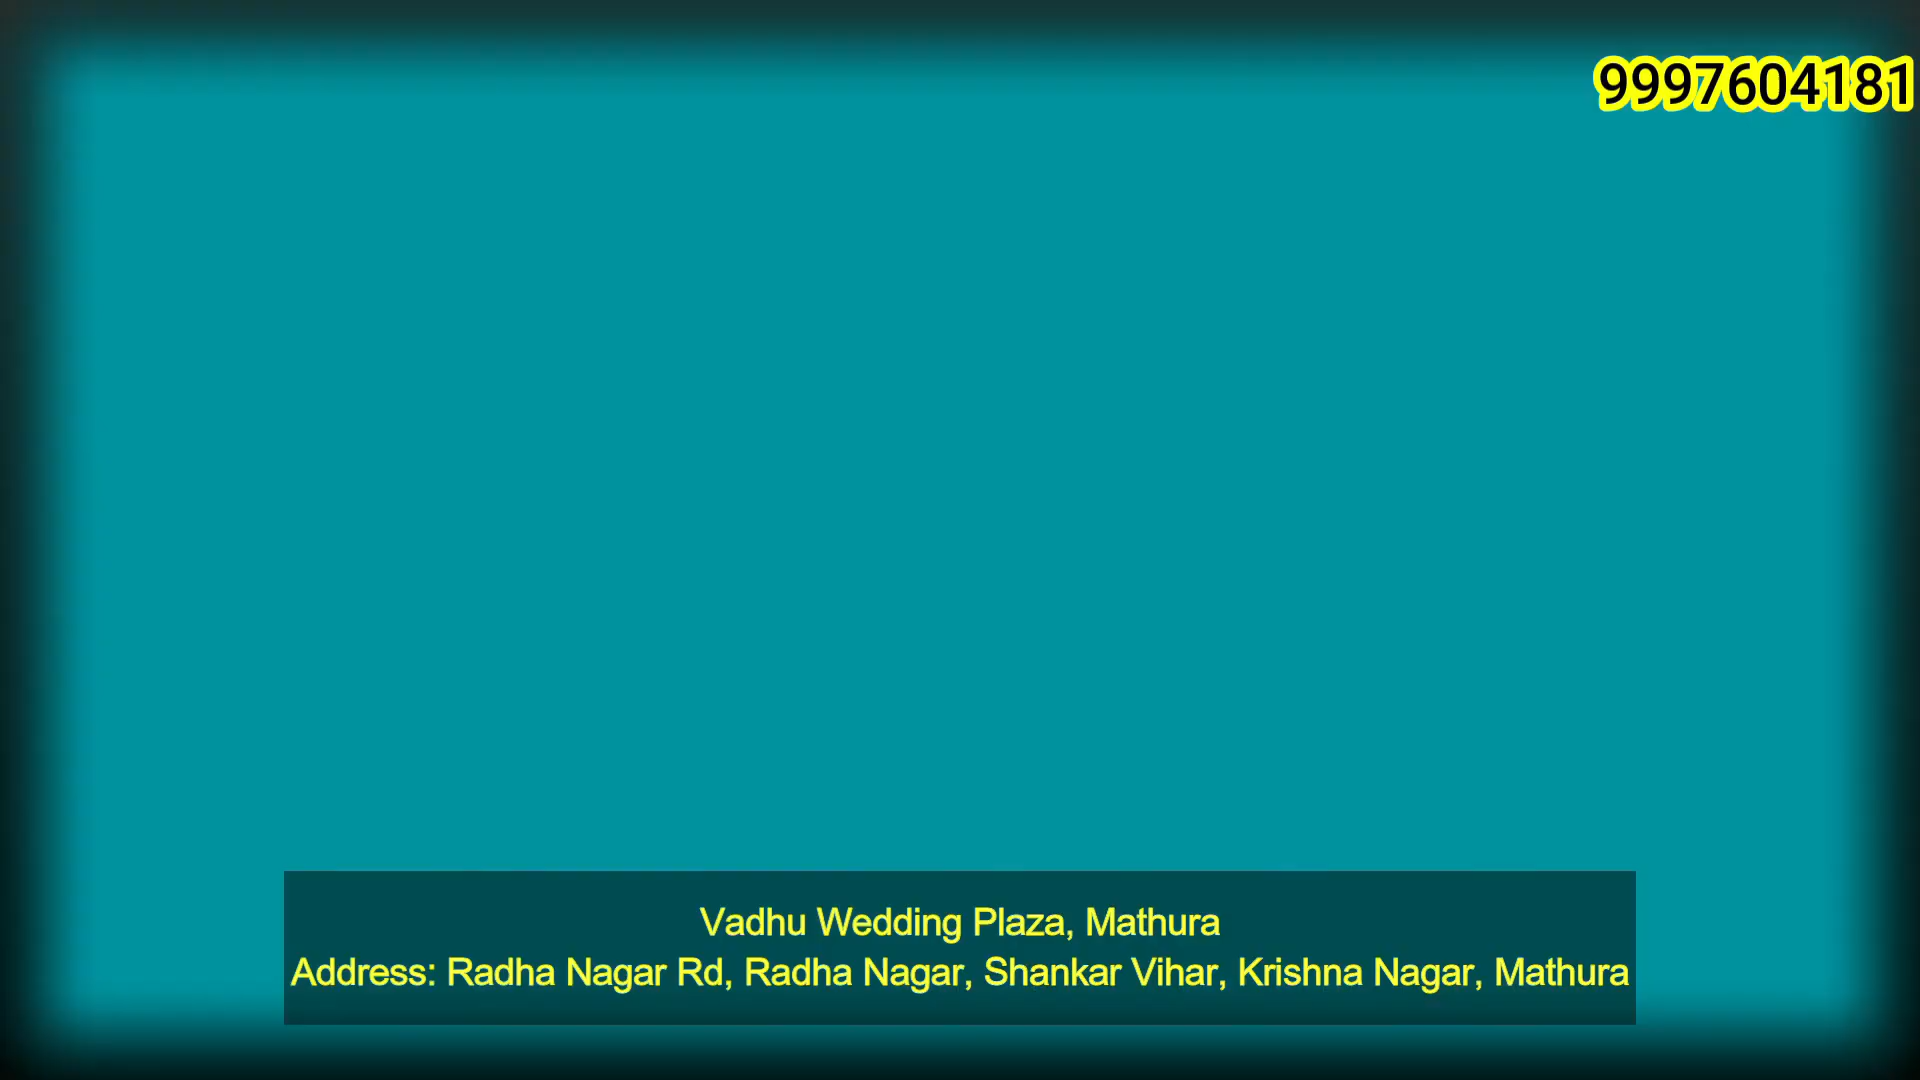 9997604181
Vadhu Wedding Plaza, Mathura
Address: Radha Nagar Rd, Radha Nagar, Shankar Vihar, Krishna Nagar, Mathura